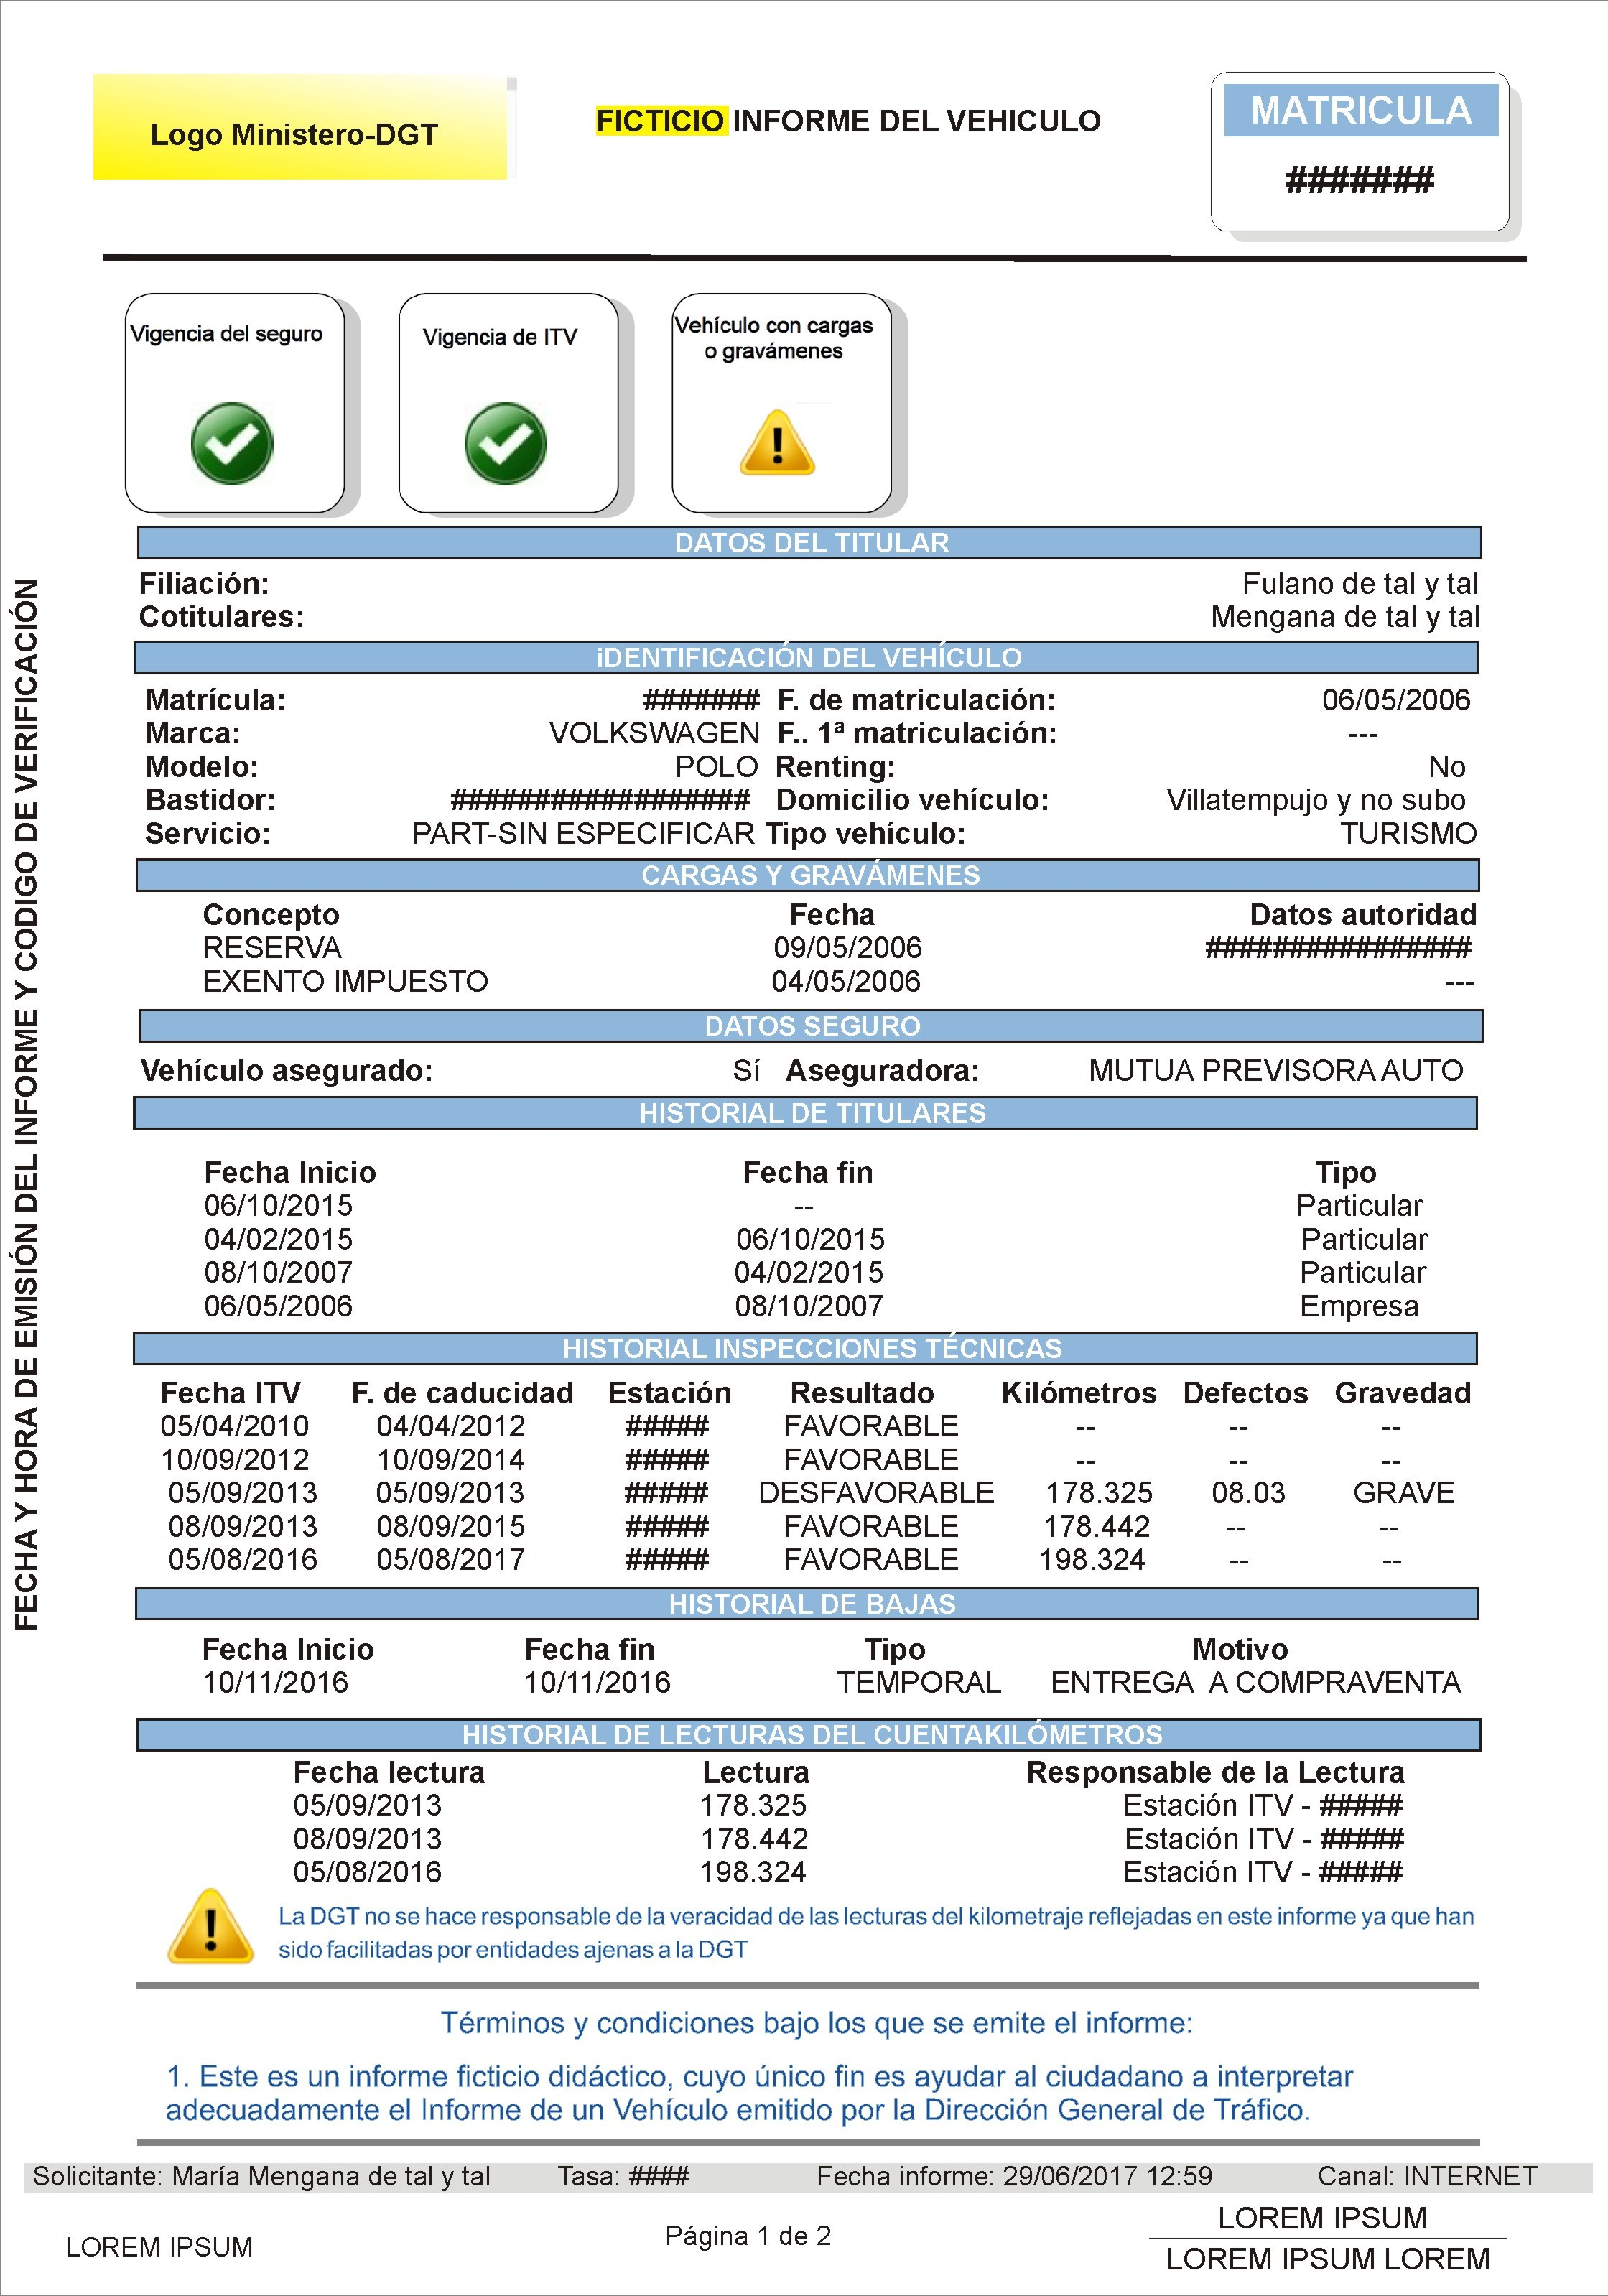 Logo Ministero-DGT
FICTICIO INFORME DEL VEHICULO
MATRICULA
#######
Vigencia del seguro
Vigencia de ITV
Vehículo con cargas
o gravámenes
FECHA Y HORA DE EMISIÓN DEL INFORME Y CODIGO DE VERIFICACIÓN
DATOS DEL TITULAR
Filiación: Fulano de tal y tal
Cotitulares: Mengana de tal y tal
iDENTIFICACIÓN DEL VEHÍCULO
Matrícula: ####### F. de matriculación: 06/05/2006
Marca: VOLKSWAGEN F.. 1ª matriculación: ---
Modelo: POLO Renting: No
Bastidor: ################## Domicilio vehículo: Villatempujo y no subo
Servicio: PART-SIN ESPECIFICAR Tipo vehículo: TURISMO
CARGAS Y GRAVÁMENES
Concepto Fecha Datos autoridad
RESERVA 09/05/2006 ################
EXENTO IMPUESTO 04/05/2006 ---
DATOS SEGURO
Vehículo asegurado: Sí Aseguradora: MUTUA PREVISORA AUTO
HISTORIAL DE TITULARES
Fecha Inicio Fecha fin Tipo
06/10/2015 -- Particular
04/02/2015 06/10/2015 Particular
08/10/2007 04/02/2015 Particular
06/05/2006 08/10/2007 Empresa
HISTORIAL INSPECCIONES TÉCNICAS
Fecha ITV F. de caducidad Estación Resultado Kilómetros Defectos Gravedad
05/04/2010 04/04/2012 ##### FAVORABLE -- -- --
10/09/2012 10/09/2014 ##### FAVORABLE -- -- --
05/09/2013 05/09/2013 ##### DESFAVORABLE 178.325 08.03 GRAVE
08/09/2013 08/09/2015 ##### FAVORABLE 178.442 -- --
05/08/2016 05/08/2017 ##### FAVORABLE 198.324 -- --
HISTORIAL DE BAJAS
Fecha Inicio Fecha fin Tipo Motivo
10/11/2016 10/11/2016 TEMPORAL ENTREGA A COMPRAVENTA
HISTORIAL DE LECTURAS DEL CUENTAKILÓMETROS
Fecha lectura Lectura Responsable de la Lectura
05/09/2013 178.325 Estación ITV - #####
08/09/2013 178.442 Estación ITV - #####
05/08/2016 198.324 Estación ITV - #####
La DGT no se hace responsable de la veracidad de las lecturas del kilometraje reflejadas en este informe ya que han
sido facilitadas por entidades ajenas a la DGT
Términos y condiciones bajo los que se emite el informe:
1. Este es un informe ficticio didáctico, cuyo único fin es ayudar al ciudadano a interpretar
adecuadamente el Informe de un Vehículo emitido por la Dirección General de Tráfico.
Solicitante: María Mengana de tal y tal Tasa: #### Fecha informe: 29/06/2017 12:59 Canal: INTERNET
LOREM IPSUM
Página 1 de 2
LOREM IPSUM
LOREM IPSUM LOREM